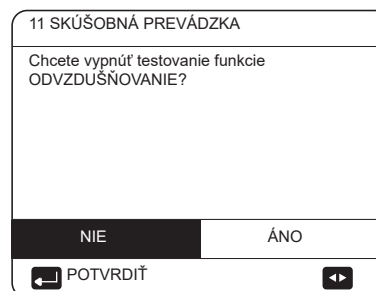 11 SKÚŠOBNÁ PREVÁDZKA
Chcete vypnúť testovanie funkcie
ODVZDUŠŇOVANIE?
NIE
ÁNO
POTVRDIŤ